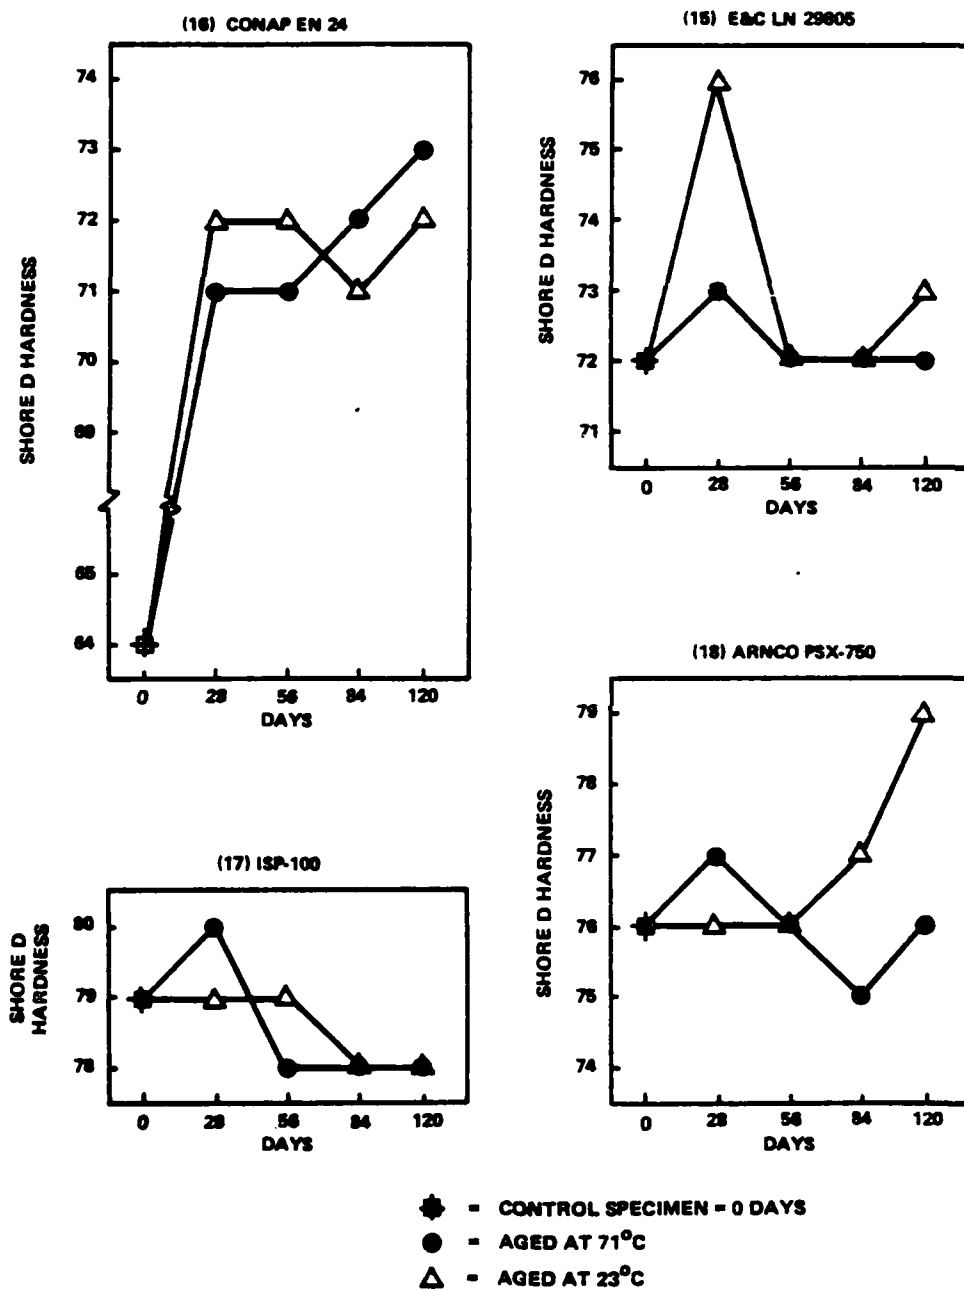 (16) CONAP EN 24
74
73
72
71
70
69
65
64
SHORE D HARDNESS
0 28 56 84 120
DAYS
(15) E&C LN 29805
76
75
74
73
72
71
SHORE D HARDNESS
0 28 56 84 120
DAYS
(17) ISP-100
80
79
78
SHORE D
HARDNESS
0 28 56 84 120
DAYS
(18) ARNCO PSX-750
79
78
77
76
75
74
SHORE D HARDNESS
0 28 56 84 120
DAYS
= CONTROL SPECIMEN = 0 DAYS
= AGED AT 71°C
= AGED AT 23°C